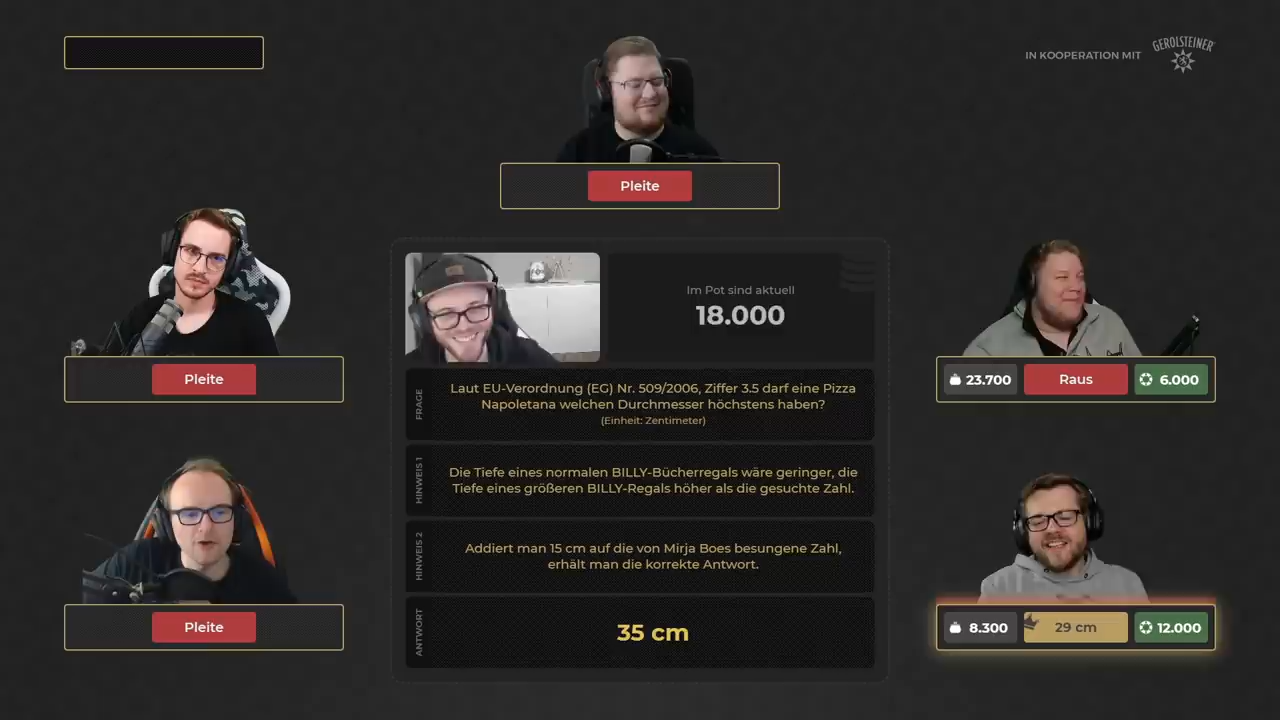 IN KOOPERATION MIT
GEROLSTEINER
Pleite
Pleite
Im Pot sind aktuell
18.000
23.700
Raus
6.000
FRAGE
Laut EU-Verordnung (EG) Nr. 509/2006, Ziffer 3.5 darf eine Pizza
Napoletana welchen Durchmesser höchstens haben?
(Einheit: Zentimeter)
HINWEIS 1
Die Tiefe eines normalen BILLY-Bücherregals wäre geringer, die
Tiefe eines größeren BILLY-Regals höher als die gesuchte Zahl.
HINWEIS 2
Addiert man 15 cm auf die von Mirja Boes besungene Zahl,
erhält man die korrekte Antwort.
ANTWORT
35 cm
Pleite
8.300
29 cm
12.000